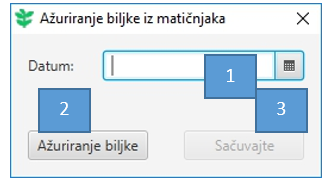 Ažuriranje biljke iz matičnjaka
Datum:
1
2
3
Ažuriranje biljke
Sačuvajte